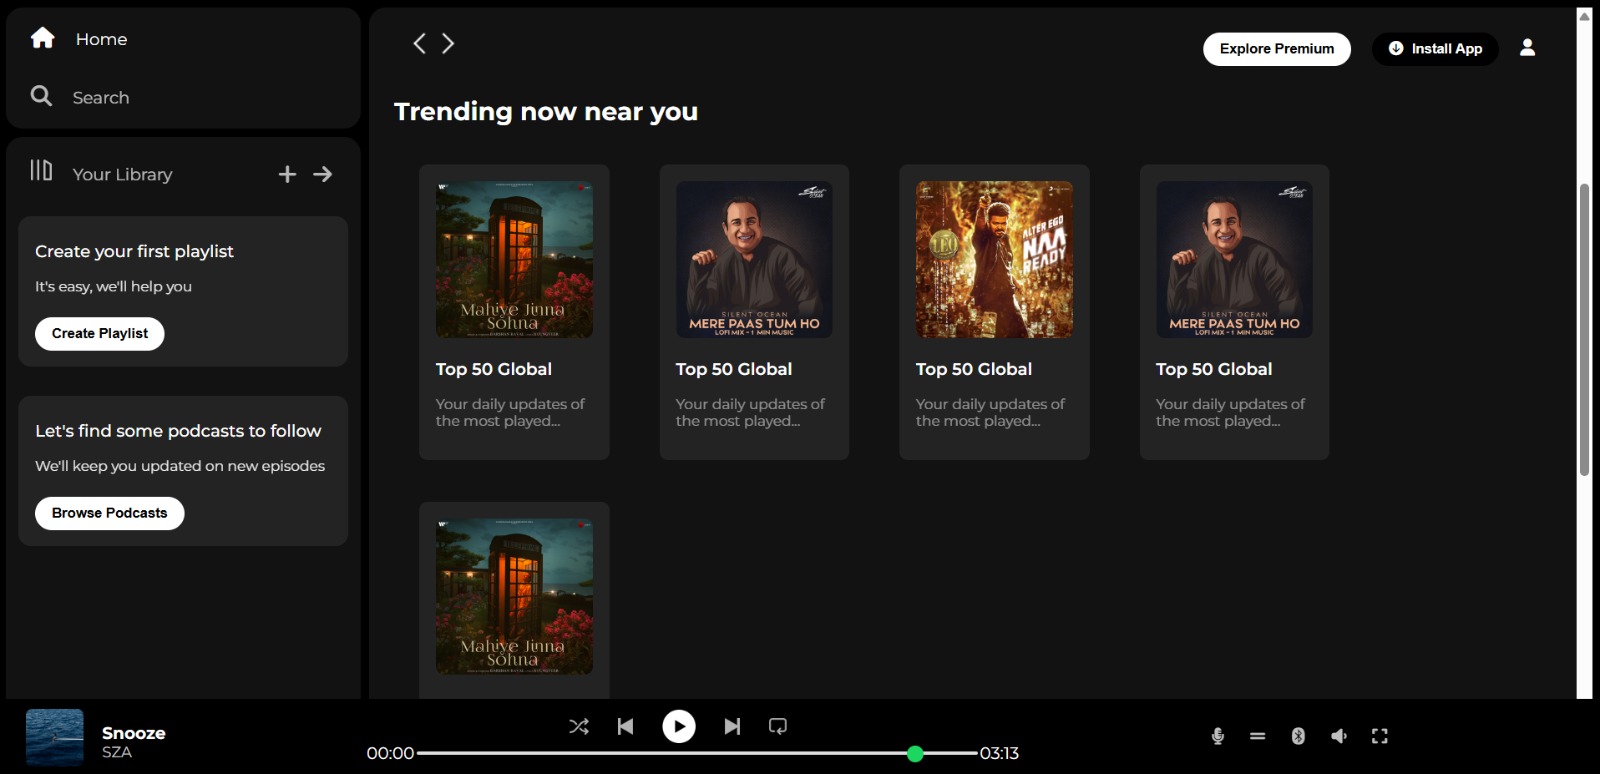 Home
Search
Your Library
Create your first playlist
It's easy, we'll help you
Create Playlist
Let's find some podcasts to follow
We'll keep you updated on new episodes
Browse Podcasts
Explore Premium
Install App
Trending now near you
Mahiye Jinna
Sohna
Top 50 Global
Your daily updates of
the most played...
SILENT OCEAN
MERE PAAS TUM HO
LOFI MIX - 1 MIN MUSIC
Top 50 Global
Your daily updates of
the most played...
ALTER EGO
NAA
READY
Top 50 Global
Your daily updates of
the most played...
SILENT OCEAN
MERE PAAS TUM HO
LOFI MIX - 1 MIN MUSIC
Top 50 Global
Your daily updates of
the most played...
Mahiye Jinna
Sohna
Snooze
SZA
00:00
03:13